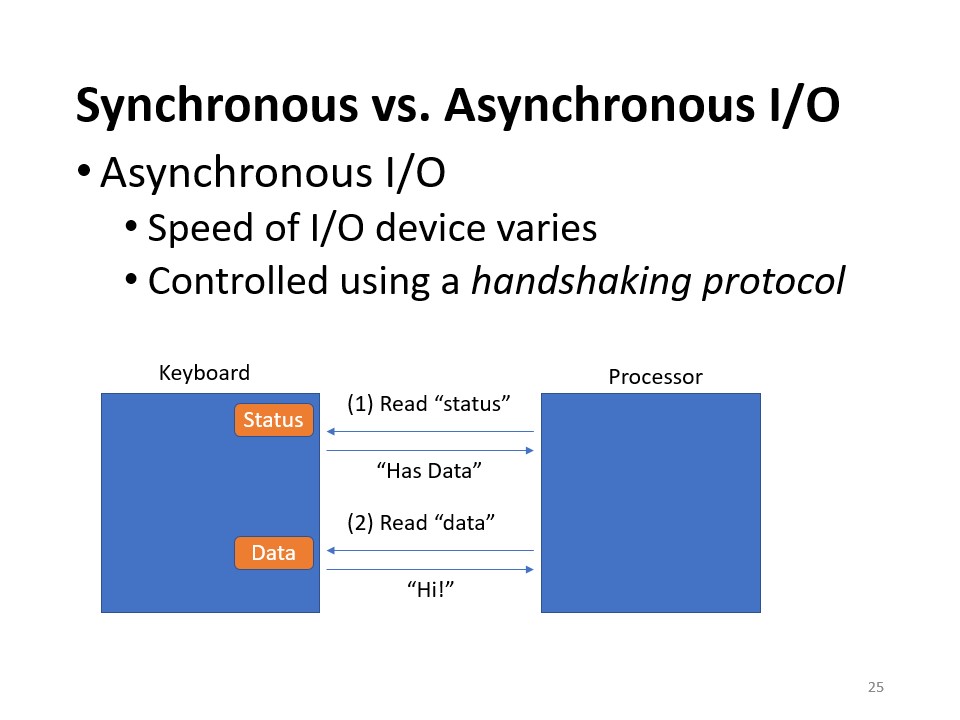 Synchronous vs. Asynchronous I/O
• Asynchronous I/O
• Speed of I/O device varies
• Controlled using a handshaking protocol
Keyboard
Processor
Status
(1) Read “status”
“Has Data”
(2) Read “data”
Data
“Hi!”
25